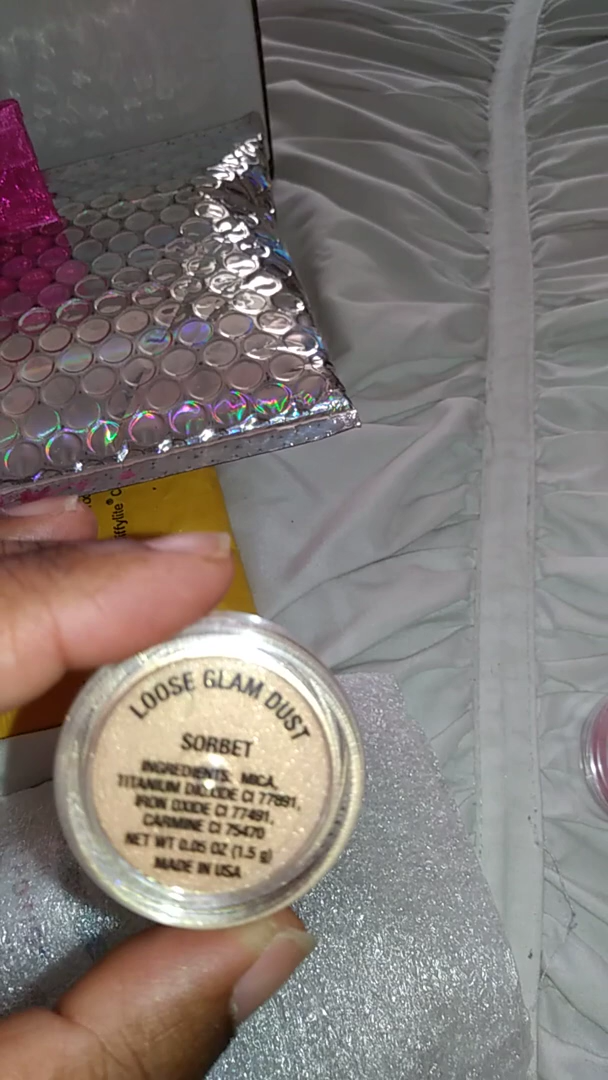 LOOSE GLAM DUST
SORBET
INGREDIENTS: MICA,
TITANIUM DIOXIDE CI 77891,
IRON OXIDE CI 77491,
CARMINE CI 75470
NET WT 0.05 OZ (1.5 g)
MADE IN USA